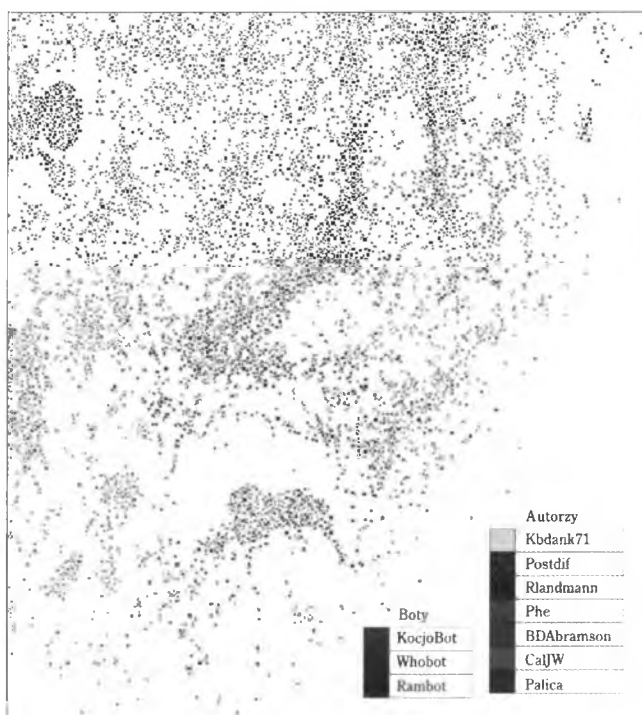 Boty
KocjoBot
Whobot
Rambot
Autorzy
Kbdank71
Postdif
Rlandmann
Phe
BDAbramson
CalJW
Palica